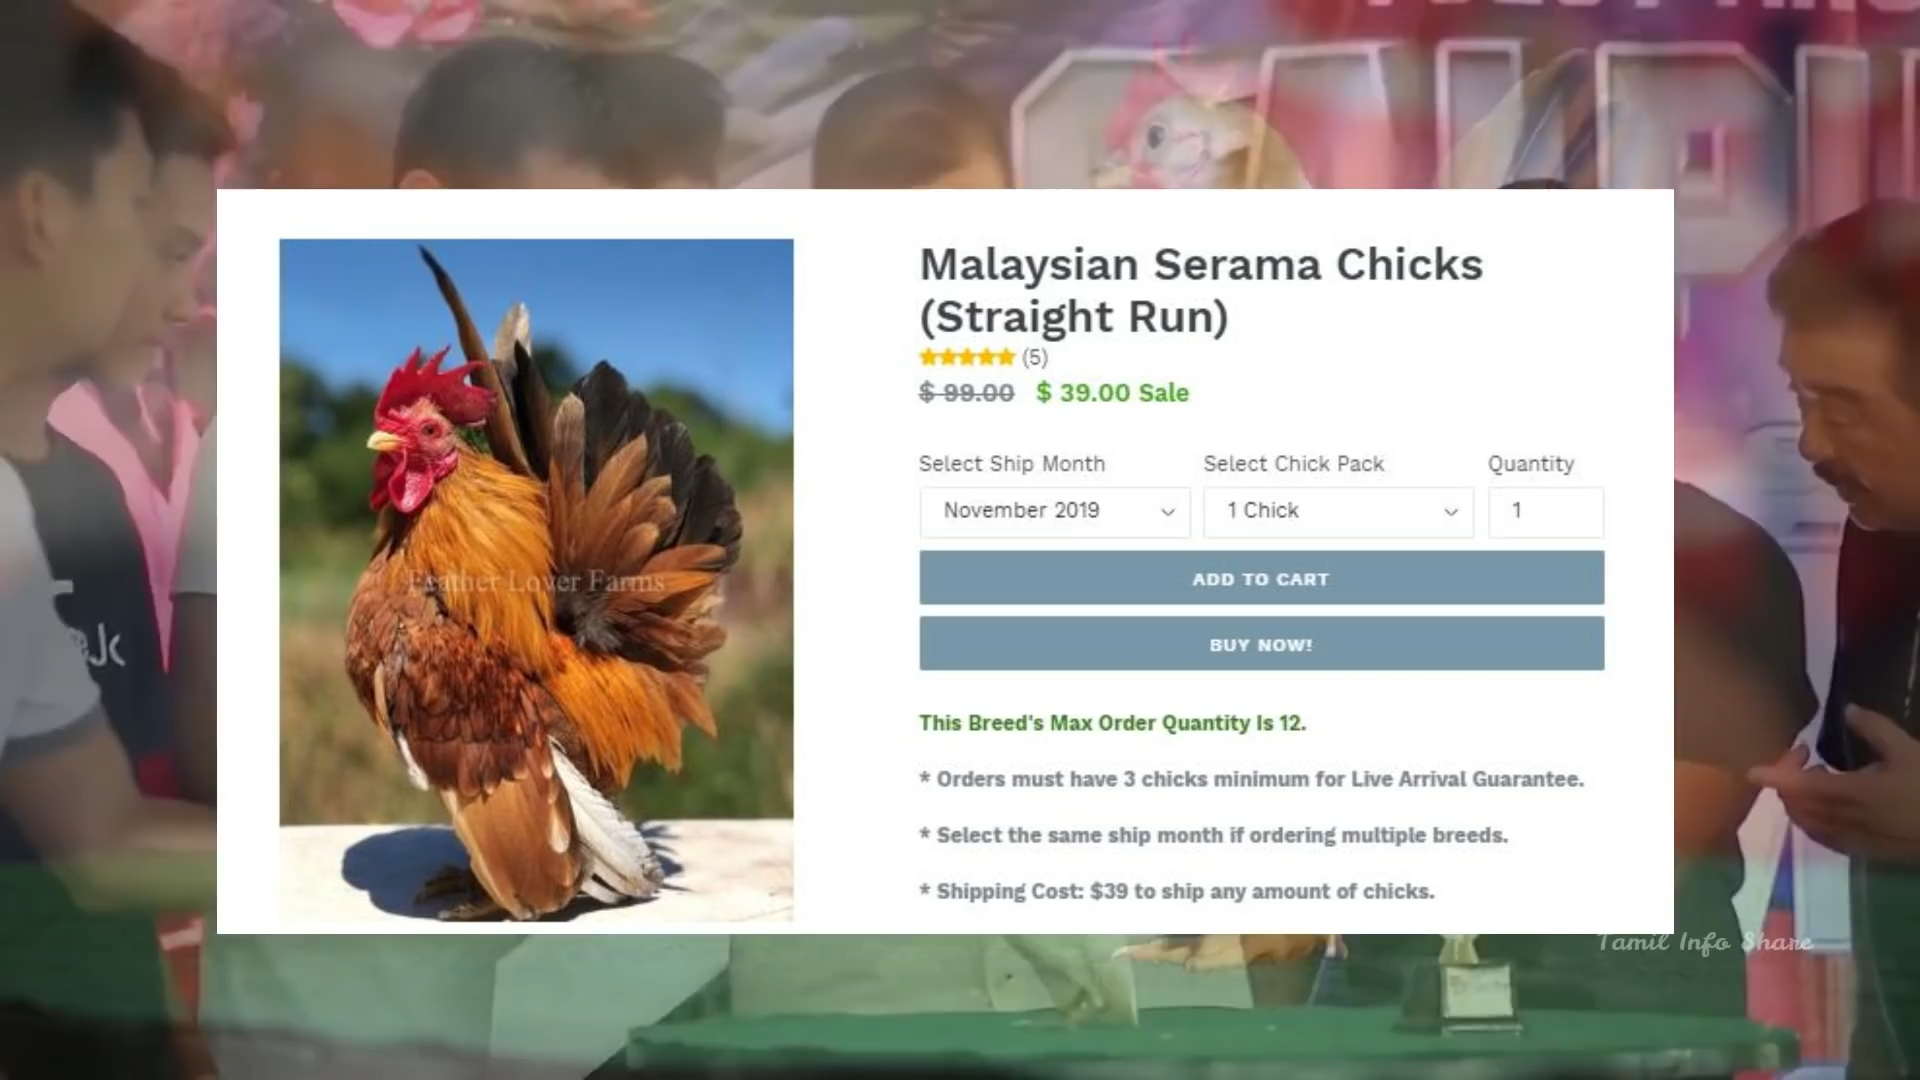 Malaysian Serama Chicks
(Straight Run)
(5)
$ 99.00 $ 39.00 Sale
Select Ship Month Select Chick Pack Quantity
November 2019 1 Chick 1
ADD TO CART
BUY NOW!
Feather Lover Farms
This Breed's Max Order Quantity Is 12.
* Orders must have 3 chicks minimum for Live Arrival Guarantee.
* Select the same ship month if ordering multiple breeds.
* Shipping Cost: $39 to ship any amount of chicks.
Tamil Info Share